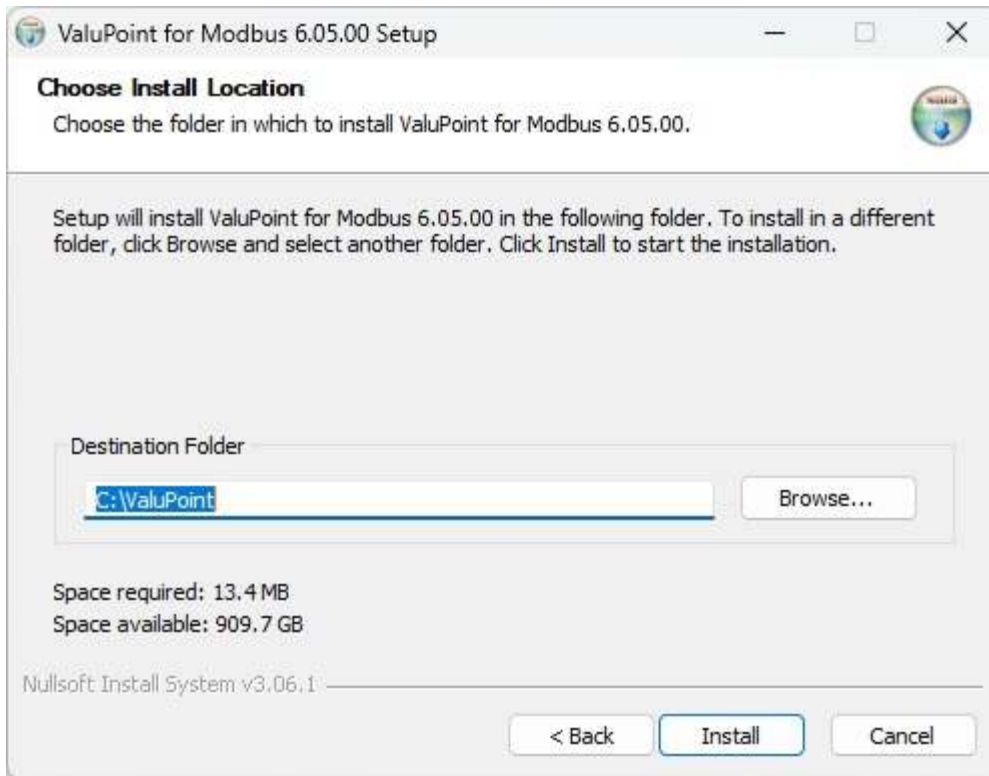 ValuPoint for Modbus 6.05.00 Setup
Choose Install Location
Choose the folder in which to install ValuPoint for Modbus 6.05.00.
Setup will install ValuPoint for Modbus 6.05.00 in the following folder. To install in a different
folder, click Browse and select another folder. Click Install to start the installation.
Destination Folder
C:\ValuPoint
Browse...
Space required: 13.4 MB
Space available: 909.7 GB
Nullsoft Install System v3.06.1
< Back
Install
Cancel